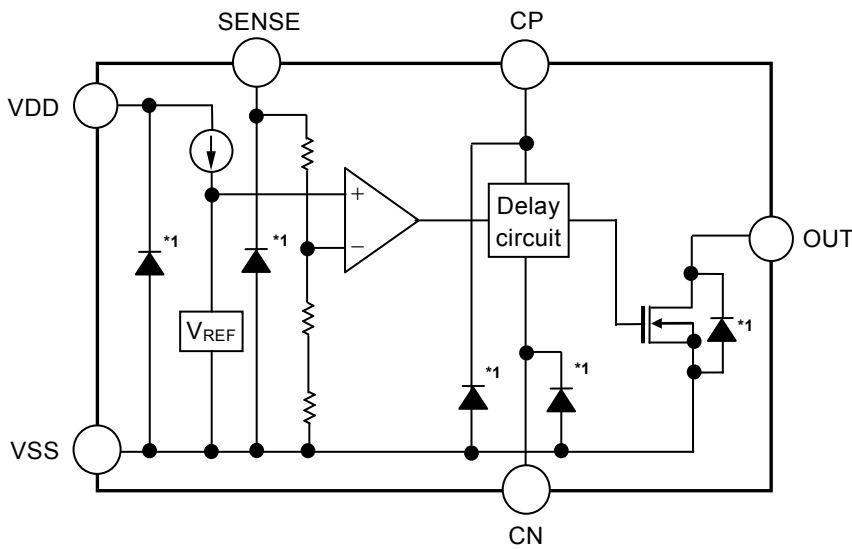 SENSE
CP
VDD
*1
*1
+
−
Delay
circuit
OUT
VREF
*1
*1
*1
VSS
CN